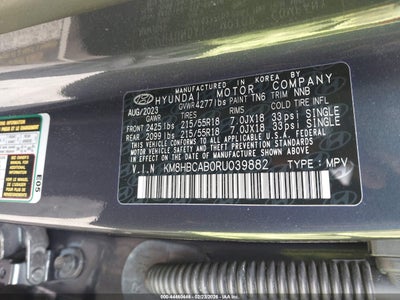 MANUFACTURED IN KOREA BY
HYUNDAI MOTOR COMPANY
AUG/2023 GVWR4277lbs PAINT TN6 TRIM NNB
GAWR TIRES RIMS COLD TIRE INFL
FRONT 2425lbs 215/55R18 7.0JX18 33psi SINGLE
REAR 2099lbs 215/55R18 7.0JX18 33psi SINGLE
THIS VEHICLE CONFORMS TO ALL APPLICABLE U.S. FEDERAL
MOTOR VEHICLE SAFETY AND THEFT PREVENTION
STANDARDS IN EFFECT ON THE DATE OF
MANUFACTURE SHOWN ABOVE.
V.I.N KM8HBCAB0RU039882 TYPE: MPV
E05